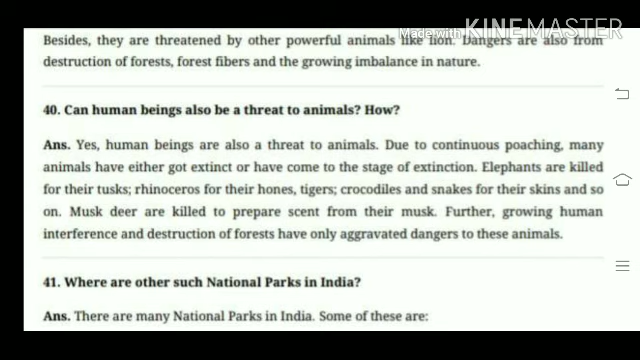 Made with KINEMASTER
Besides, they are threatened by other powerful animals like lion. Dangers are also from
destruction of forests, forest fibers and the growing imbalance in nature.
40. Can human beings also be a threat to animals? How?
Ans. Yes, human beings are also a threat to animals. Due to continuous poaching, many
animals have either got extinct or have come to the stage of extinction. Elephants are killed
for their tusks; rhinoceros for their hones, tigers; crocodiles and snakes for their skins and so
on. Musk deer are killed to prepare scent from their musk. Further, growing human
interference and destruction of forests have only aggravated dangers to these animals.
41. Where are other such National Parks in India?
Ans. There are many National Parks in India. Some of these are: